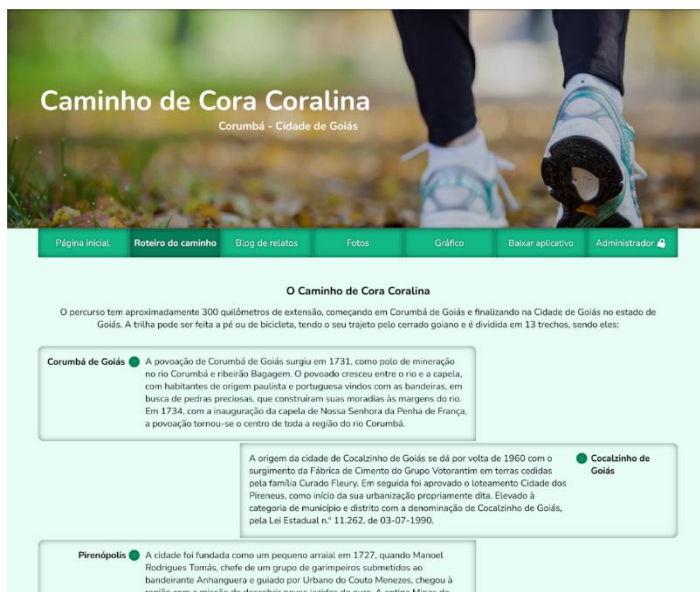 Caminho de Cora Coralina
Corumbá - Cidade de Goiás
Página inicial
Roteiro do caminho
Blog de relatos
Fotos
Gráfico
Baixar aplicativo
Administrador
O Caminho de Cora Coralina
O percurso tem aproximadamente 300 quilômetros de extensão, começando em Corumbá de Goiás e finalizando na Cidade de Goiás no estado de
Goiás. A trilha pode ser feita a pé ou de bicicleta, tendo o seu trajeto pelo cerrado goiano e é dividida em 13 trechos, sendo eles:
Corumbá de Goiás
A povoação de Corumbá de Goiás surgiu em 1731, como polo de mineração
no rio Corumbá e ribeirão Bagagem. O povoado cresceu entre o rio e a capela,
com habitantes de origem paulista e portuguesa vindos com as bandeiras, em
busca de pedras preciosas, que construíram suas moradias às margens do rio.
Em 1734, com a inauguração da capela de Nossa Senhora da Penha de França,
a povoação tornou-se o centro de toda a região do rio Corumbá.
A origem da cidade de Cocalzinho de Goiás se dá por volta de 1960 com o
surgimento da Fábrica de Cimento do Grupo Votorantim em terras cedidas
pela família Curado Fleury. Em seguida foi aprovado o loteamento Cidade dos
Pireneus, como início da sua urbanização propriamente dita. Elevado à
categoria de município e distrito com a denominação de Cocalzinho de Goiás,
pela Lei Estadual n.º 11.262, de 03-07-1990.
Cocalzinho de
Goiás
Pirenópolis
A cidade foi fundada como um pequeno arraial em 1727, quando Manoel
Rodrigues Tomás, chefe de um grupo de garimpeiros submetidos ao
bandeirante Anhanguera e guiado por Urbano do Couto Menezes, chegou à
região com a missão de descobrir novas jazidas de ouro. A antiga Minas de